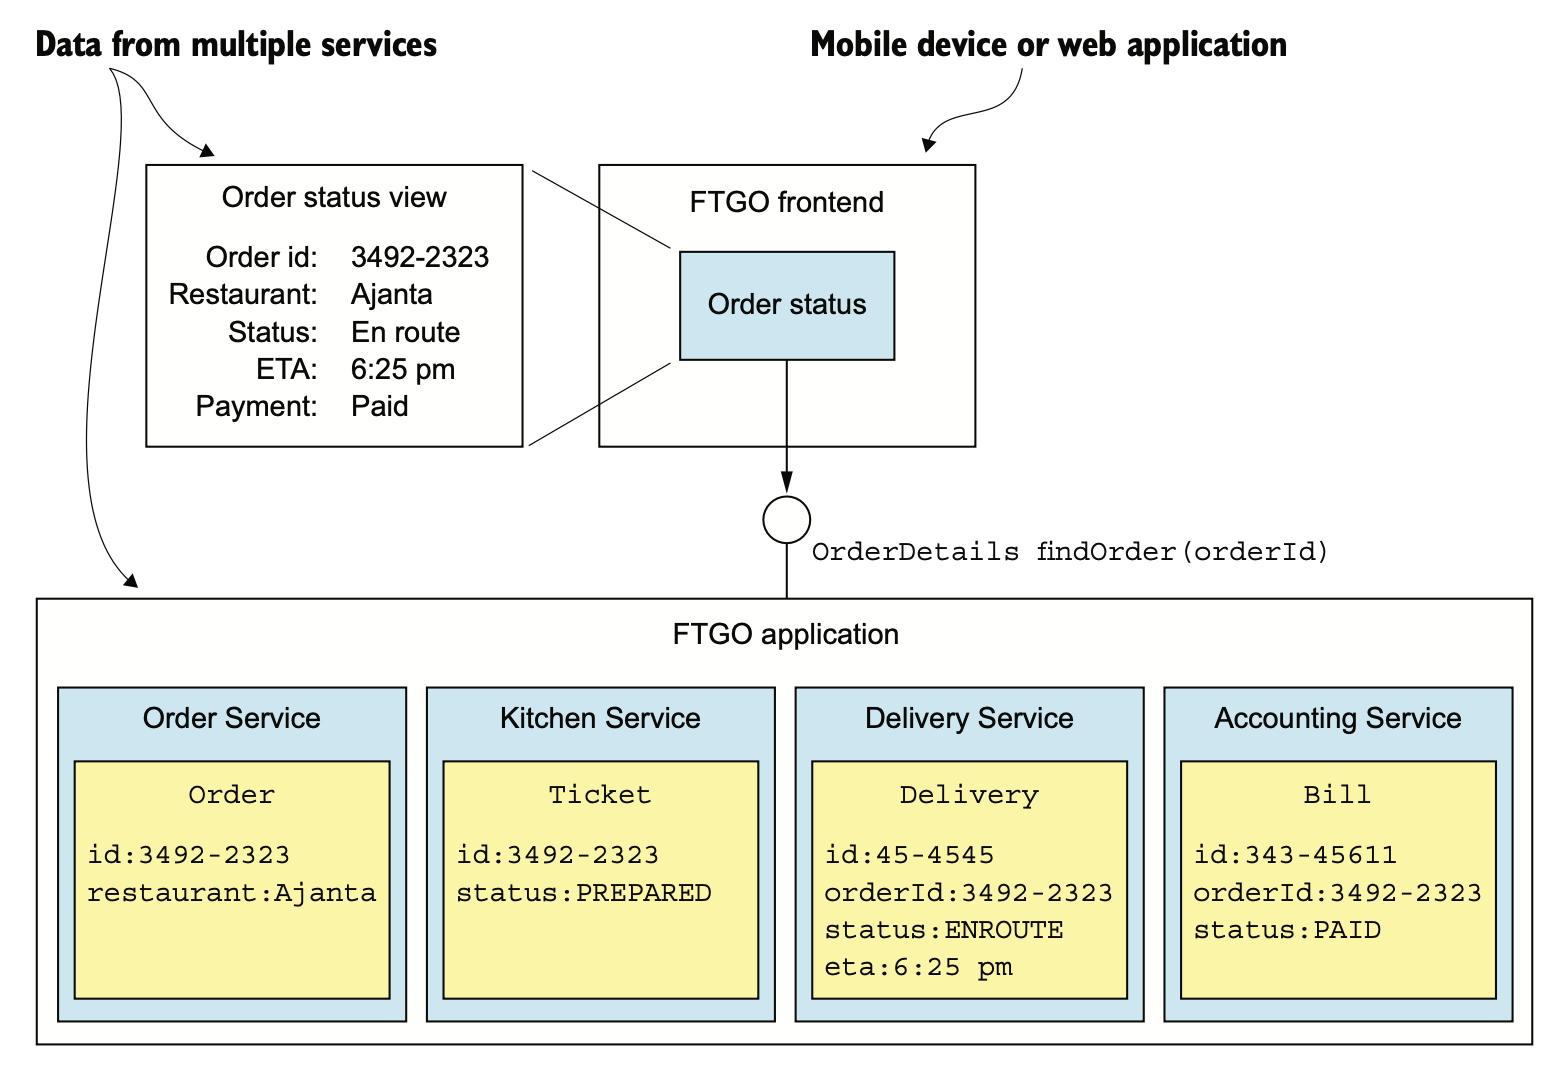 Data from multiple services
Mobile device or web application
Order status view
Order id: 3492-2323
Restaurant: Ajanta
Status: En route
ETA: 6:25 pm
Payment: Paid
FTGO frontend
Order status
OrderDetails findOrder(orderId)
FTGO application
Order Service
Order
id:3492-2323
restaurant:Ajanta
Kitchen Service
Ticket
id:3492-2323
status:PREPARED
Delivery Service
Delivery
id:45-4545
orderId:3492-2323
status:ENROUTE
eta:6:25 pm
Accounting Service
Bill
id:343-45611
orderId:3492-2323
status:PAID